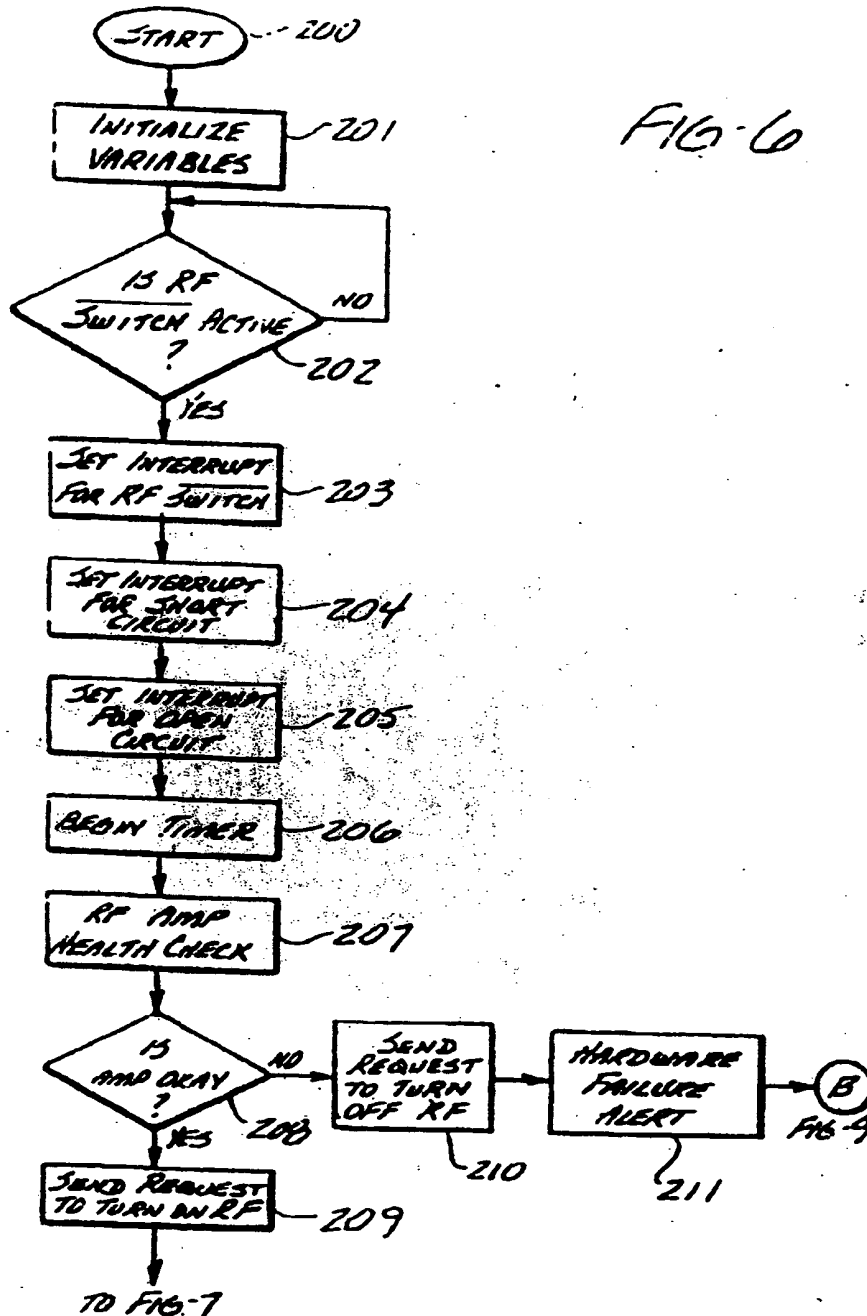 START
200
FIG-6
INITIALIZE
VARIABLES
201
IS RF
SWITCH ACTIVE
?
NO
202
YES
SET INTERRUPT
FOR RF SWITCH
203
SET INTERRUPT
FOR SHORT
CIRCUIT
204
SET INTERRUPT
FOR OPEN
CIRCUIT
205
BEGIN TIMER
206
RF AMP
HEALTH CHECK
207
IS
AMP OKAY
?
NO
208
YES
SEND
REQUEST
TO TURN
OFF RF
210
HARDWARE
FAILURE
ALERT
211
B
SEND REQUEST
TO TURN ON RF
209
TO FIG-7